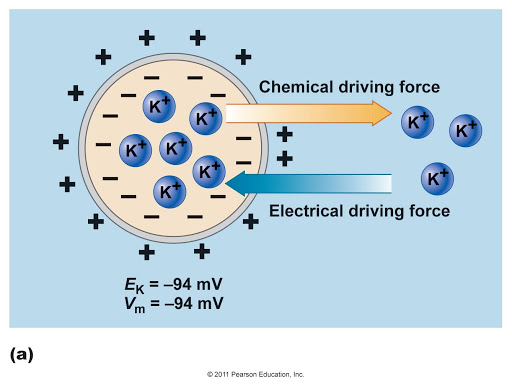 Chemical driving force
K+
K+
K+
K+
K+
K+
K+
K+
K+
Electrical driving force
EK = –94 mV
Vm = –94 mV
(a)
© 2011 Pearson Education, Inc.